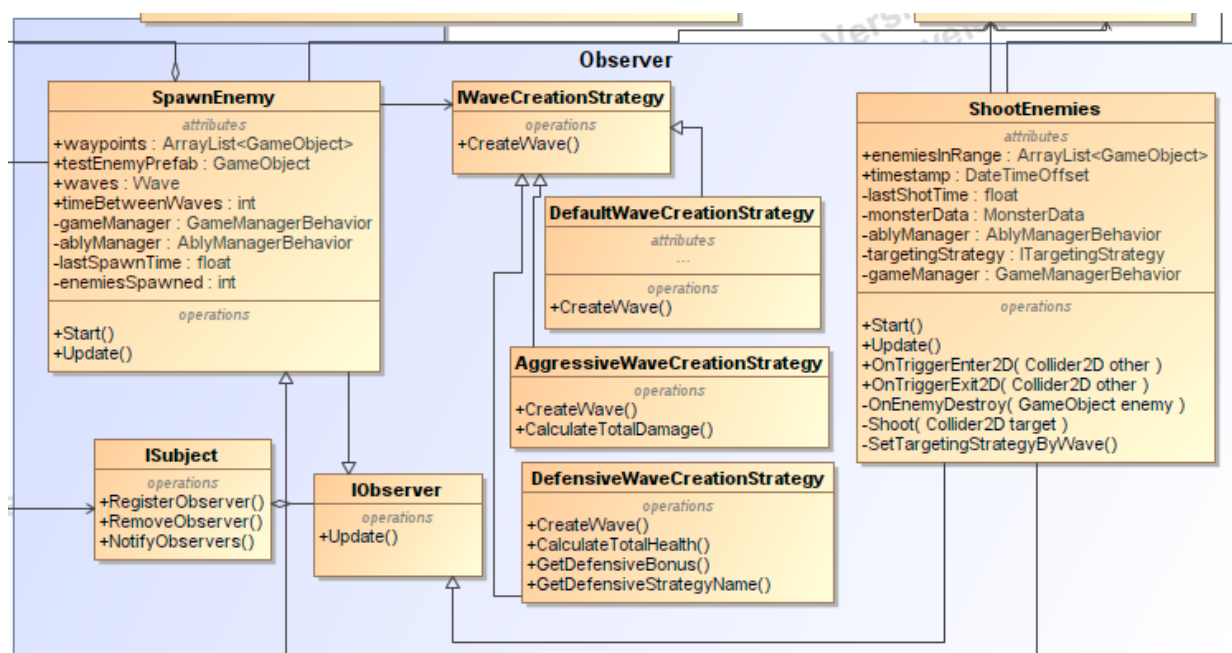 Observer
SpawnEnemy
attributes
+waypoints : ArrayList<GameObject>
+testEnemyPrefab : GameObject
+waves : Wave
+timeBetweenWaves : int
-gameManager : GameManagerBehavior
-ablyManager : AblyManagerBehavior
-lastSpawnTime : float
-enemiesSpawned : int
operations
+Start()
+Update()
IWaveCreationStrategy
operations
+CreateWave()
DefaultWaveCreationStrategy
attributes
...
operations
+CreateWave()
AggressiveWaveCreationStrategy
operations
+CreateWave()
+CalculateTotalDamage()
DefensiveWaveCreationStrategy
operations
+CreateWave()
+CalculateTotalHealth()
+GetDefensiveBonus()
+GetDefensiveStrategyName()
ShootEnemies
attributes
+enemiesInRange : ArrayList<GameObject>
+timestamp : DateTimeOffset
-lastShotTime : float
-monsterData : MonsterData
-ablyManager : AblyManagerBehavior
-targetingStrategy : ITargetingStrategy
-gameManager : GameManagerBehavior
operations
+Start()
+Update()
+OnTriggerEnter2D( Collider2D other )
+OnTriggerExit2D( Collider2D other )
-OnEnemyDestroy( GameObject enemy )
-Shoot( Collider2D target )
-SetTargetingStrategyByWave()
ISubject
operations
+RegisterObserver()
+RemoveObserver()
+NotifyObservers()
IObserver
operations
+Update()